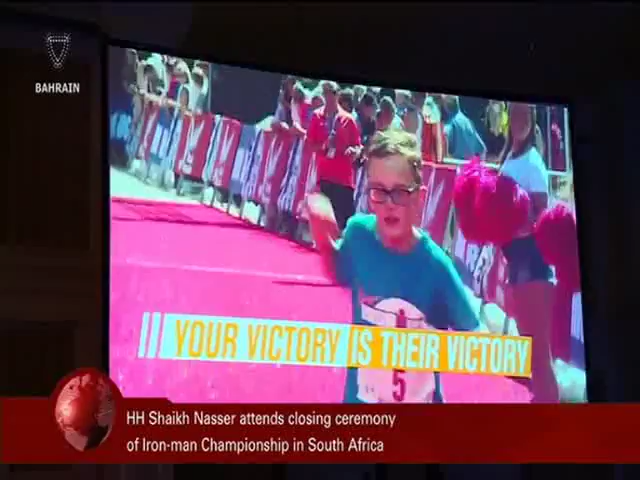 BAHRAIN
YOUR VICTORY IS THEIR VICTORY
5
HH Shaikh Nasser attends closing ceremony
of Iron-man Championship in South Africa